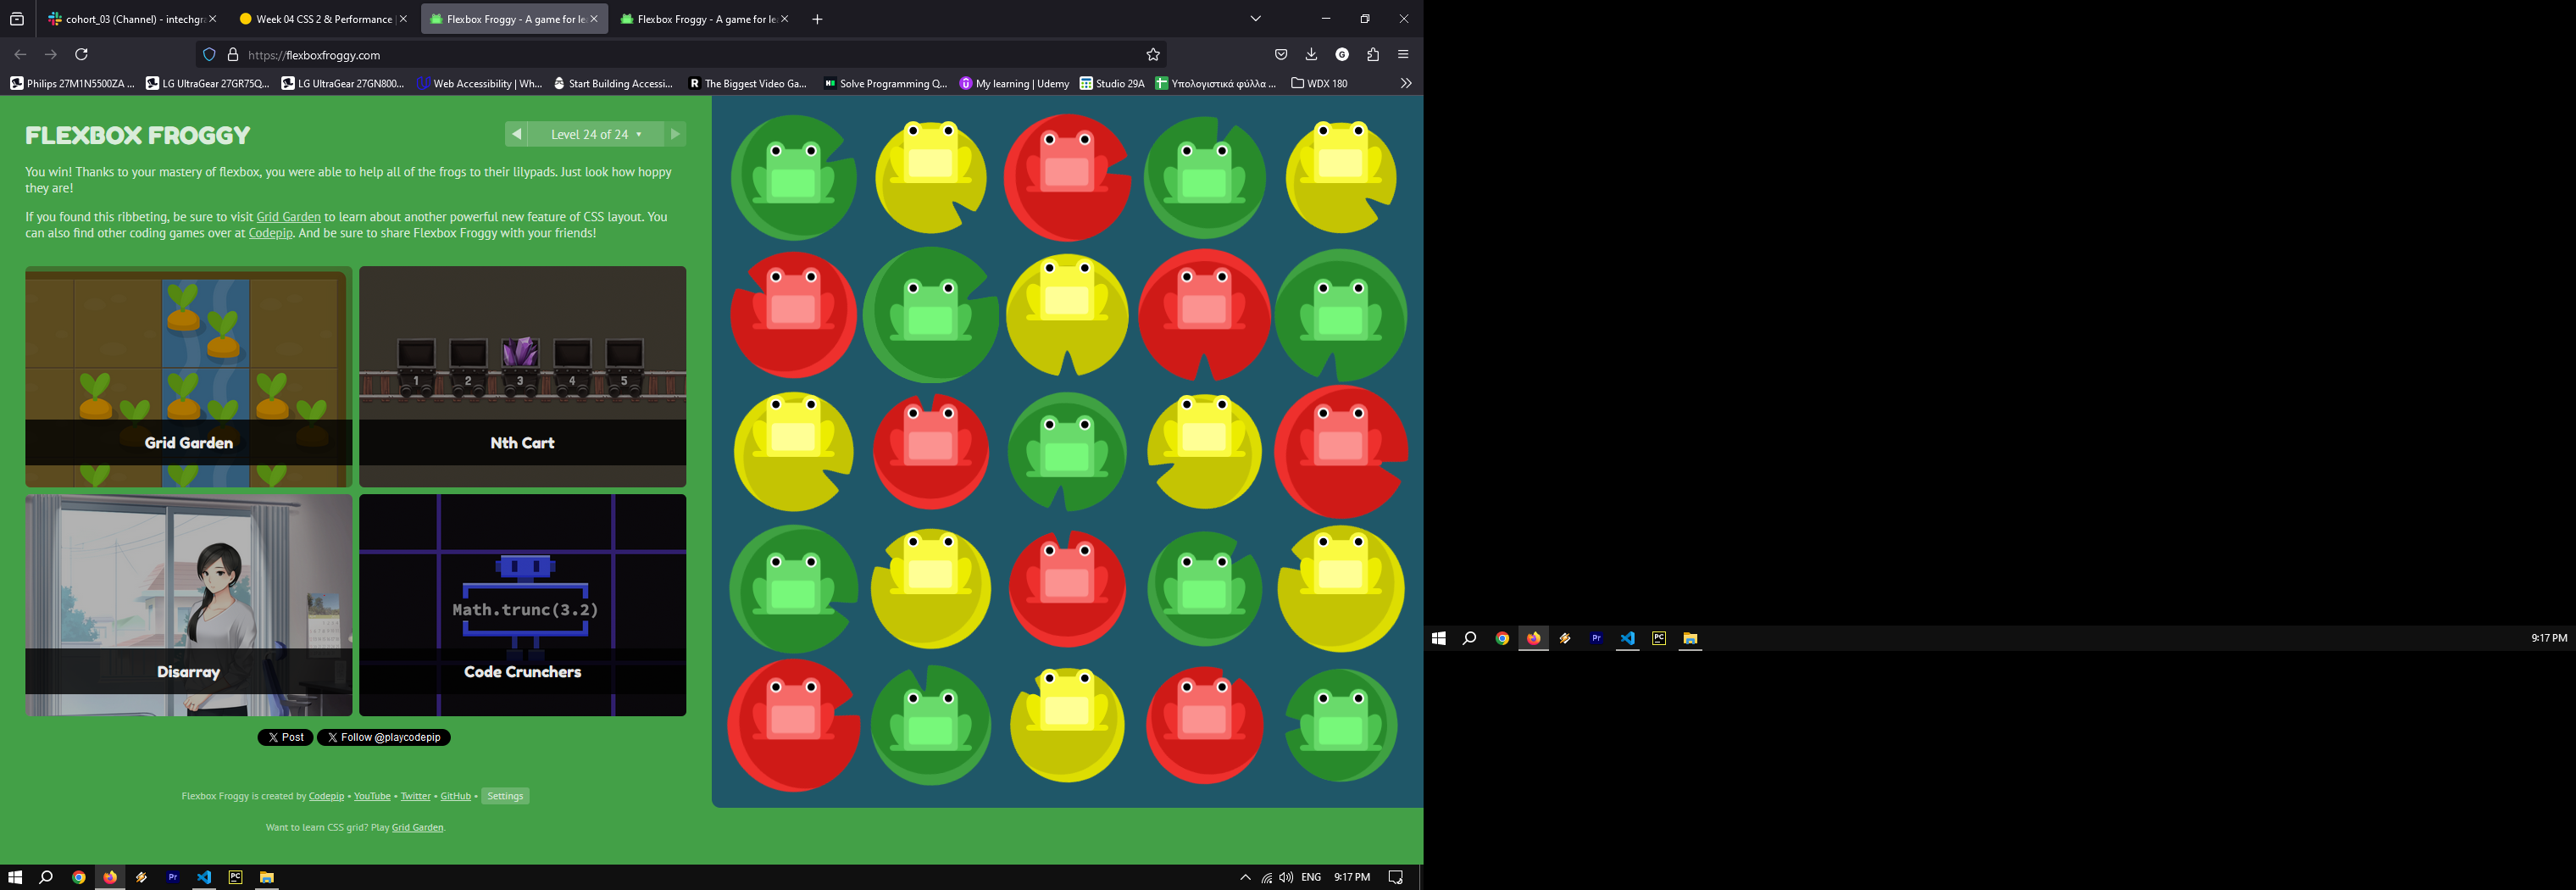 cohort_03 (Channel) - intechgra
Week 04 CSS 2 & Performance |
Flexbox Froggy - A game for le
Flexbox Froggy - A game for le
https://flexboxfroggy.com
G
Philips 27M1N5500ZA ...
LG UltraGear 27GR75Q...
LG UltraGear 27GN800...
Web Accessibility | Wh...
Start Building Accessi...
R The Biggest Video Ga...
Solve Programming Q...
My learning | Udemy
Studio 29A
Υπολογιστικά φύλλα ...
WDX 180
FLEXBOX FROGGY
Level 24 of 24
You win! Thanks to your mastery of flexbox, you were able to help all of the frogs to their lilypads. Just look how hoppy
they are!
If you found this ribbeting, be sure to visit Grid Garden to learn about another powerful new feature of CSS layout. You
can also find other coding games over at Codepip. And be sure to share Flexbox Froggy with your friends!
1 2 3 4 5
Grid Garden
Nth Cart
Math.trunc(3.2)
Disarray
Code Crunchers
Post
Follow @playcodepip
Flexbox Froggy is created by Codepip • YouTube • Twitter • GitHub • Settings
Want to learn CSS grid? Play Grid Garden.
Pr
PC
ENG
9:17 PM
Pr
PC
9:17 PM